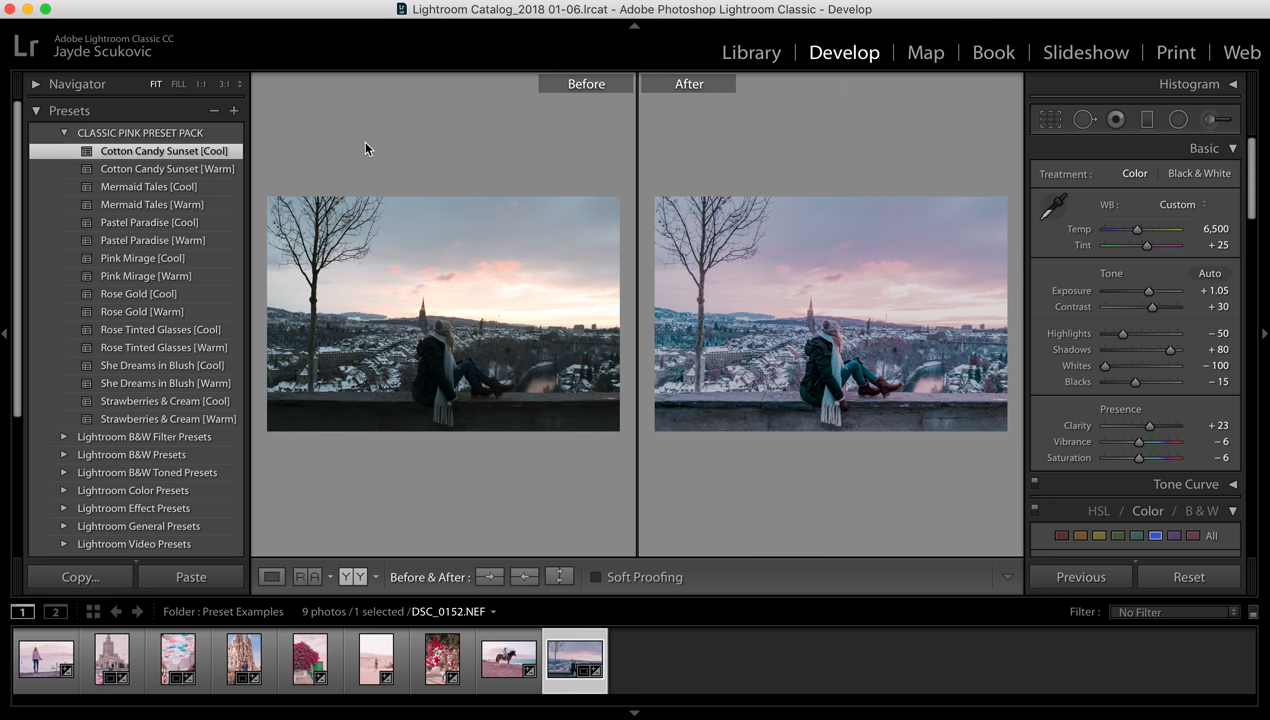 Lightroom Catalog_2018 01-06.lrcat - Adobe Photoshop Lightroom Classic - Develop
Lr
Adobe Lightroom Classic CC
Jayde Scukovic
Library | Develop | Map | Book | Slideshow | Print | Web
Navigator FIT FILL 1:1 3:1
Presets
CLASSIC PINK PRESET PACK
Cotton Candy Sunset [Cool]
Cotton Candy Sunset [Warm]
Mermaid Tales [Cool]
Mermaid Tales [Warm]
Pastel Paradise [Cool]
Pastel Paradise [Warm]
Pink Mirage [Cool]
Pink Mirage [Warm]
Rose Gold [Cool]
Rose Gold [Warm]
Rose Tinted Glasses [Cool]
Rose Tinted Glasses [Warm]
She Dreams in Blush [Cool]
She Dreams in Blush [Warm]
Strawberries & Cream [Cool]
Strawberries & Cream [Warm]
Lightroom B&W Filter Presets
Lightroom B&W Presets
Lightroom B&W Toned Presets
Lightroom Color Presets
Lightroom Effect Presets
Lightroom General Presets
Lightroom Video Presets
Copy... Paste
Before After
Histogram
Basic
Treatment : Color | Black & White
WB : Custom
Temp 6,500
Tint + 25
Tone Auto
Exposure + 1.05
Contrast + 30
Highlights - 50
Shadows + 80
Whites - 100
Blacks - 15
Presence
Clarity + 23
Vibrance - 6
Saturation - 6
Tone Curve
HSL / Color / B & W
All
Previous Reset
R A Y Y Before & After : Soft Proofing
1 2 Folder : Preset Examples 9 photos / 1 selected / DSC_0152.NEF Filter : No Filter